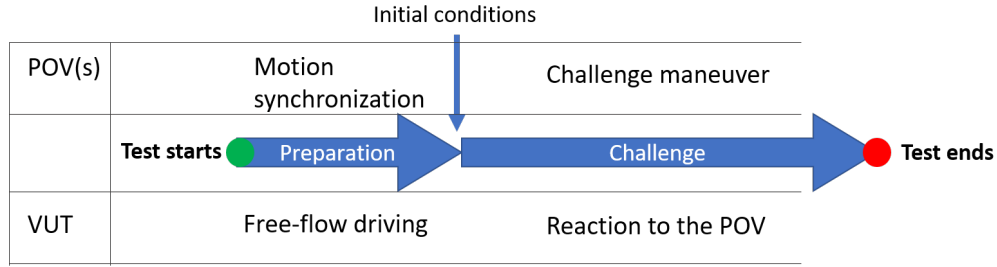 Initial conditions
POV(s)
Motion
synchronization
Challenge maneuver
Test starts
Preparation
Challenge
Test ends
VUT
Free-flow driving
Reaction to the POV